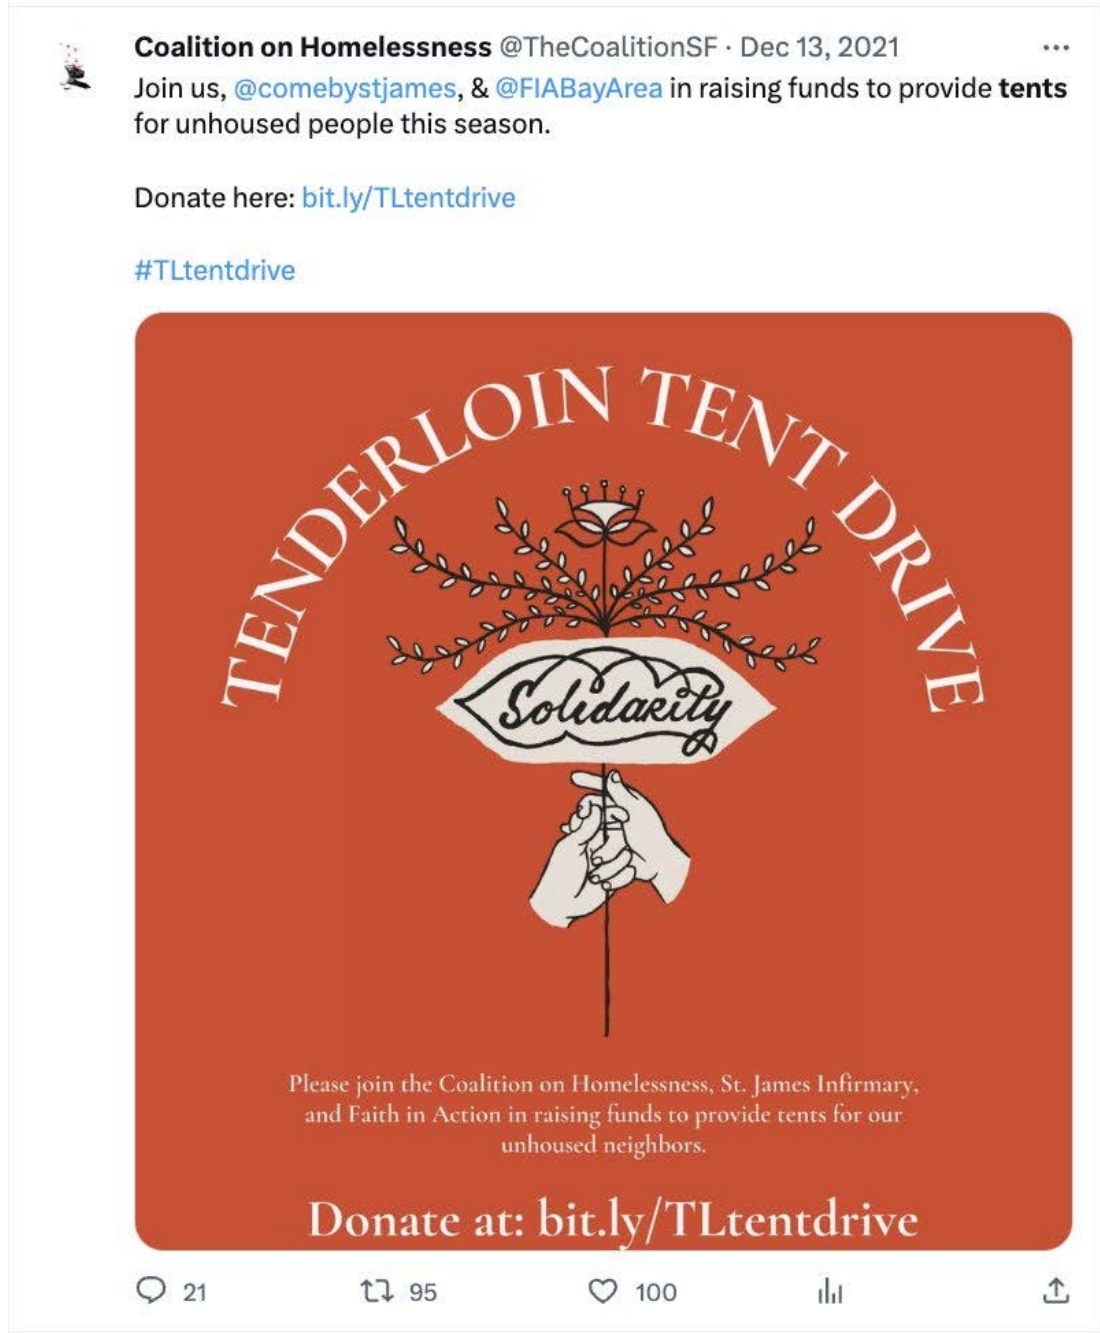 Coalition on Homelessness @TheCoalitionSF · Dec 13, 2021
Join us, @comebystjames, & @FIABayArea in raising funds to provide tents
for unhoused people this season.
Donate here: bit.ly/TLtentdrive
#TLtentdrive
TENDERLOIN TENT DRIVE
Solidarity
Please join the Coalition on Homelessness, St. James Infirmary,
and Faith in Action in raising funds to provide tents for our
unhoused neighbors.
Donate at: bit.ly/TLtentdrive
21 95 100